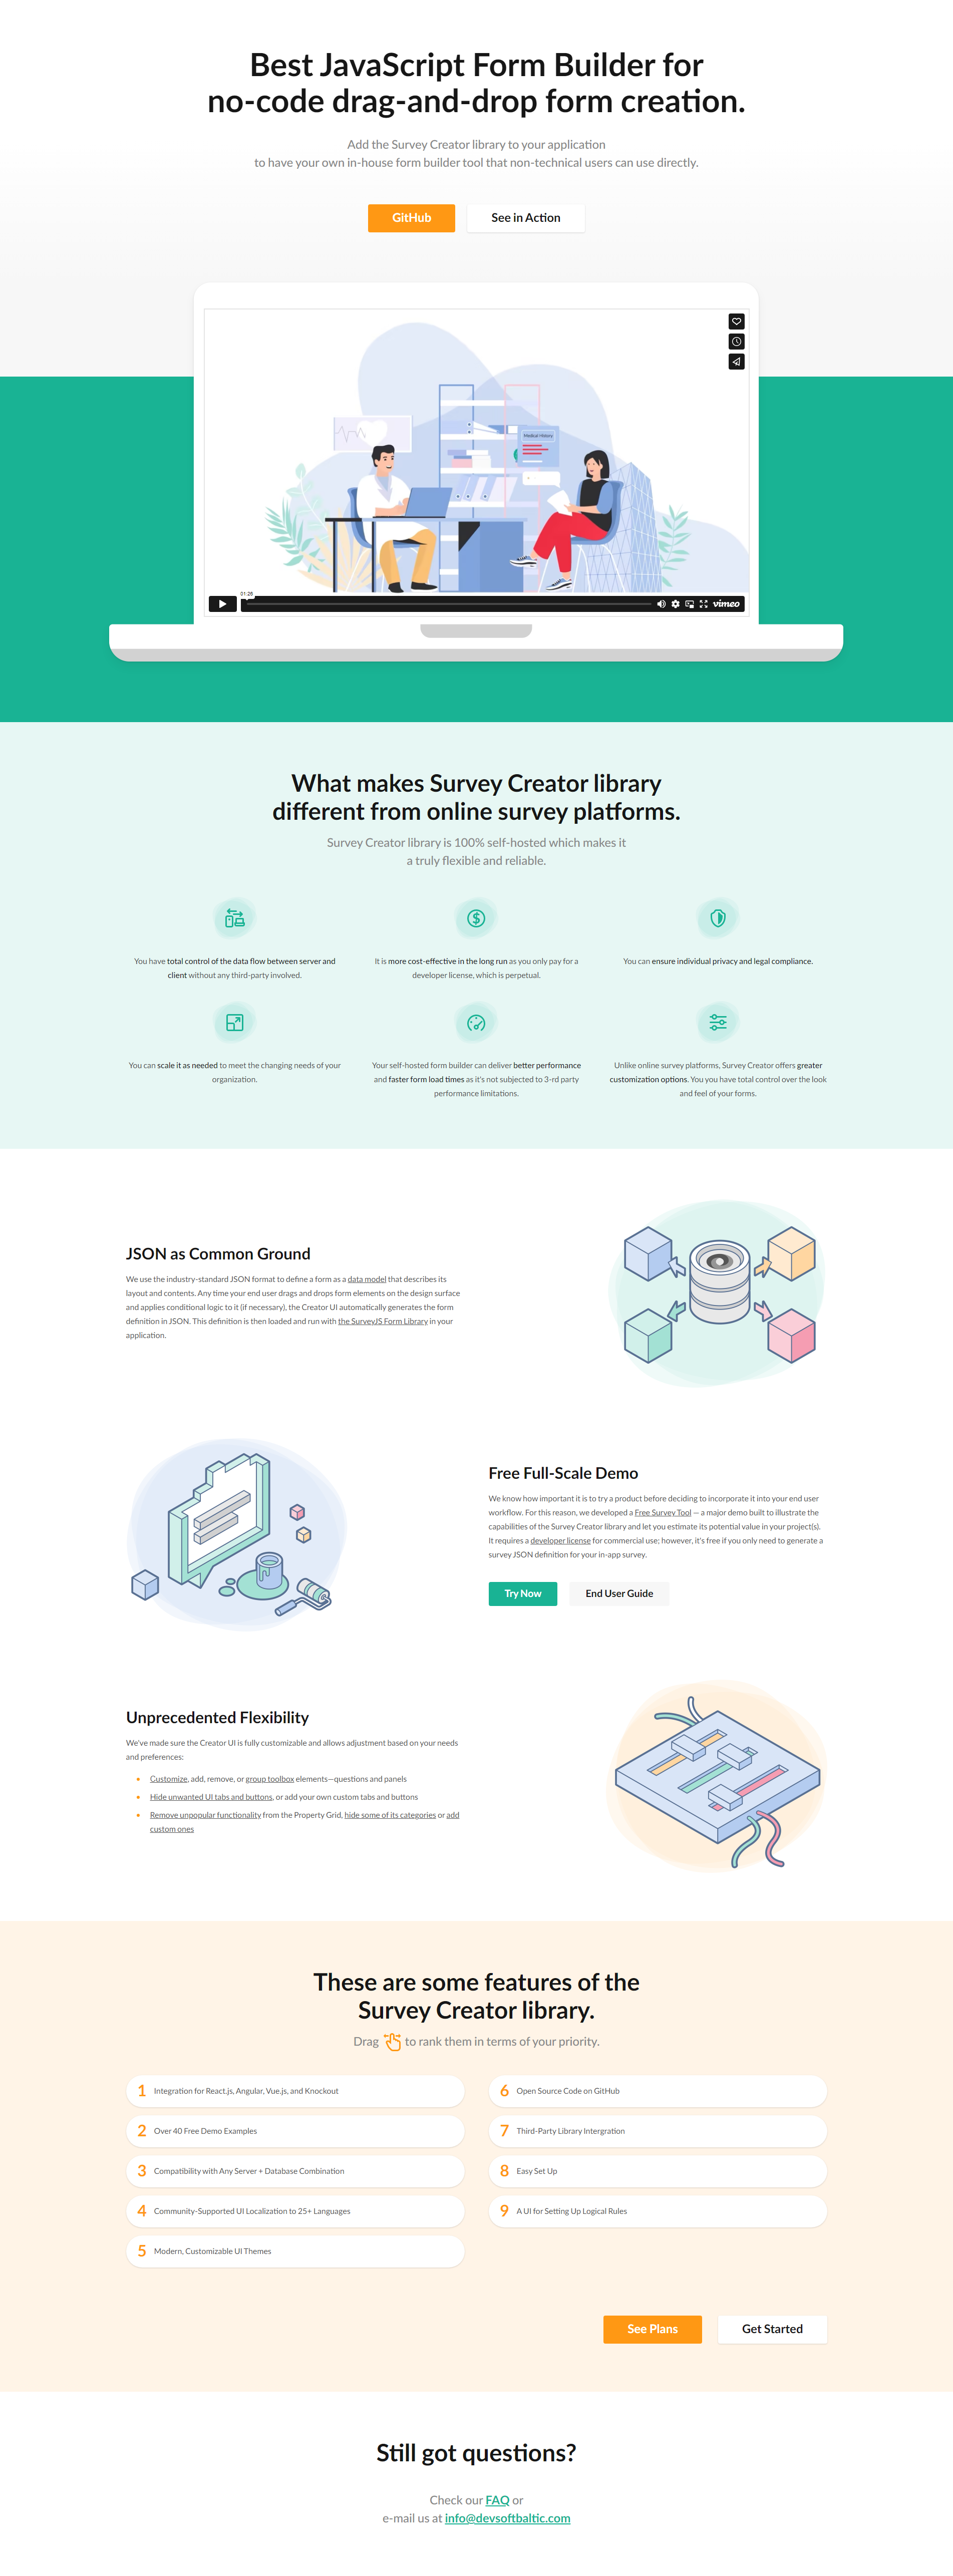 Best JavaScript Form Builder for
no-code drag-and-drop form creation.
Add the Survey Creator library to your application
to have your own in-house form builder tool that non-technical users can use directly.
GitHub
See in Action
Medical History
01:26
vimeo
What makes Survey Creator library
different from online survey platforms.
Survey Creator library is 100% self-hosted which makes it
a truly flexible and reliable.
You have total control of the data flow between server and
client without any third-party involved.
It is more cost-effective in the long run as you only pay for a
developer license, which is perpetual.
You can ensure individual privacy and legal compliance.
You can scale it as needed to meet the changing needs of your
organization.
Your self-hosted form builder can deliver better performance
and faster form load times as it's not subjected to 3-rd party
performance limitations.
Unlike online survey platforms, Survey Creator offers greater
customization options. You you have total control over the look
and feel of your forms.
JSON as Common Ground
We use the industry-standard JSON format to define a form as a data model that describes its
layout and contents. Any time your end user drags and drops form elements on the design surface
and applies conditional logic to it (if necessary), the Creator UI automatically generates the form
definition in JSON. This definition is then loaded and run with the SurveyJS Form Library in your
application.
Free Full-Scale Demo
We know how important it is to try a product before deciding to incorporate it into your end user
workflow. For this reason, we developed a Free Survey Tool — a major demo built to illustrate the
capabilities of the Survey Creator library and let you estimate its potential value in your project(s).
It requires a developer license for commercial use; however, it's free if you only need to generate a
survey JSON definition for your in-app survey.
Try Now
End User Guide
Unprecedented Flexibility
We've made sure the Creator UI is fully customizable and allows adjustment based on your needs
and preferences:
Customize, add, remove, or group toolbox elements—questions and panels
Hide unwanted UI tabs and buttons, or add your own custom tabs and buttons
Remove unpopular functionality from the Property Grid, hide some of its categories or add
custom ones
These are some features of the
Survey Creator library.
Drag to rank them in terms of your priority.
1 Integration for React.js, Angular, Vue.js, and Knockout
2 Over 40 Free Demo Examples
3 Compatibility with Any Server + Database Combination
4 Community-Supported UI Localization to 25+ Languages
5 Modern, Customizable UI Themes
6 Open Source Code on GitHub
7 Third-Party Library Intergration
8 Easy Set Up
9 A UI for Setting Up Logical Rules
See Plans
Get Started
Still got questions?
Check our FAQ or
e-mail us at info@devsoftbaltic.com